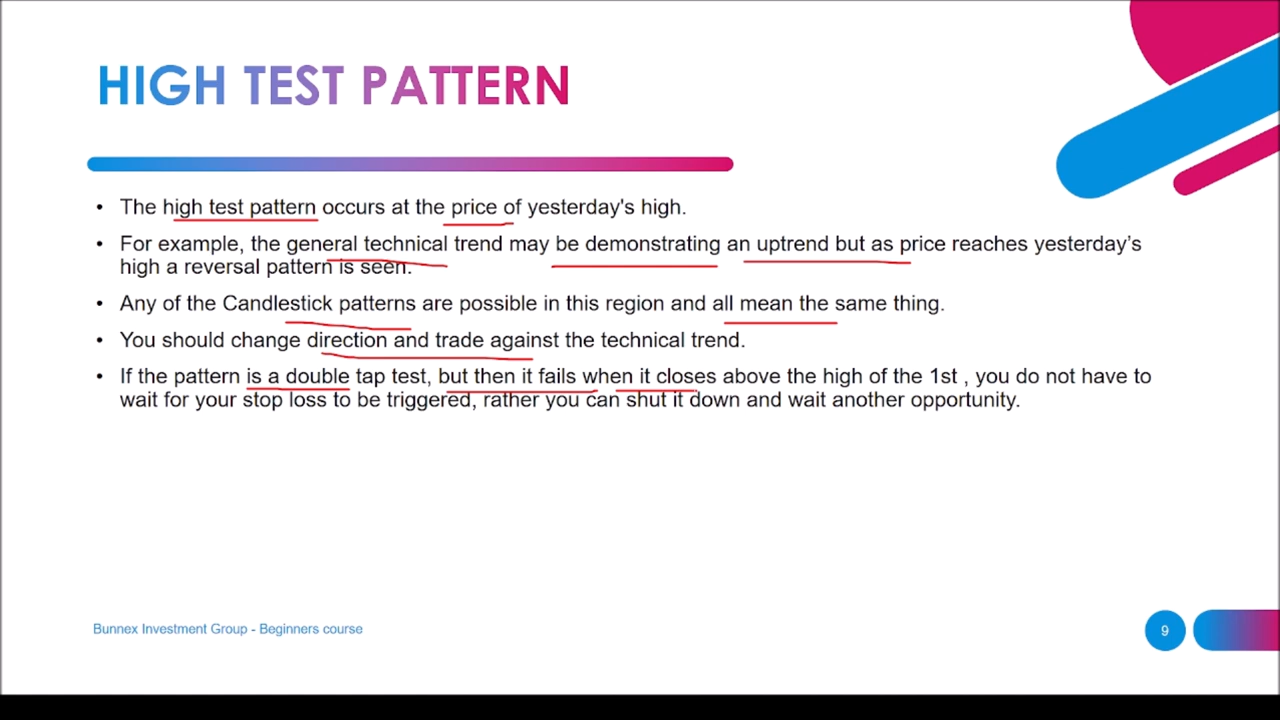 HIGH TEST PATTERN
• The high test pattern occurs at the price of yesterday's high.
• For example, the general technical trend may be demonstrating an uptrend but as price reaches yesterday’s
high a reversal pattern is seen.
• Any of the Candlestick patterns are possible in this region and all mean the same thing.
• You should change direction and trade against the technical trend.
• If the pattern is a double tap test, but then it fails when it closes above the high of the 1st , you do not have to
wait for your stop loss to be triggered, rather you can shut it down and wait another opportunity.
Bunnex Investment Group - Beginners course
9